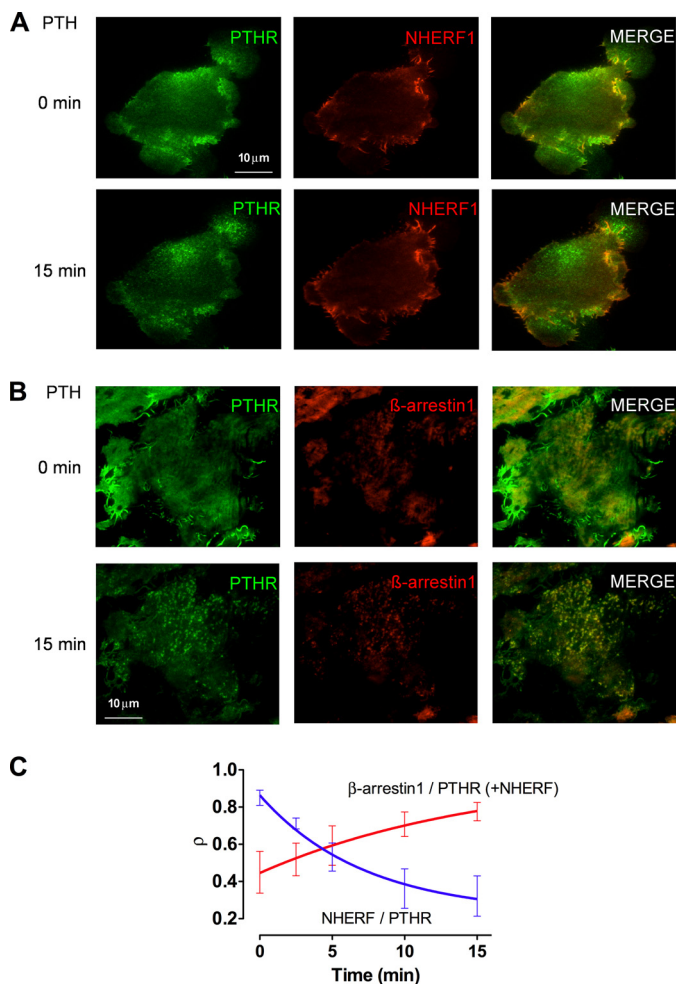 A
PTH
PTHR
NHERF1
MERGE
0 min
10 μm
PTHR
NHERF1
MERGE
15 min
B
PTH
PTHR
ß-arrestin1
MERGE
0 min
PTHR
ß-arrestin1
MERGE
15 min
10 μm
C
1.0
0.8
0.6
0.4
0.2
ρ
β-arrestin1 / PTHR (+NHERF)
NHERF / PTHR
0 5 10 15
Time (min)